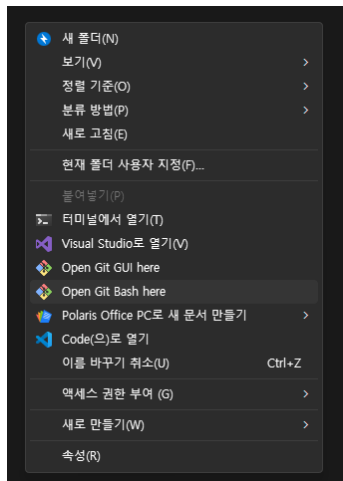 새 폴더(N)
보기(V)
정렬 기준(O)
분류 방법(P)
새로 고침(E)
현재 폴더 사용자 지정(F)...
붙여넣기(P)
터미널에서 열기(T)
Visual Studio로 열기(V)
Open Git GUI here
Open Git Bash here
Polaris Office PC로 새 문서 만들기
Code(으)로 열기
이름 바꾸기 취소(U) Ctrl+Z
액세스 권한 부여 (G)
새로 만들기(W)
속성(R)